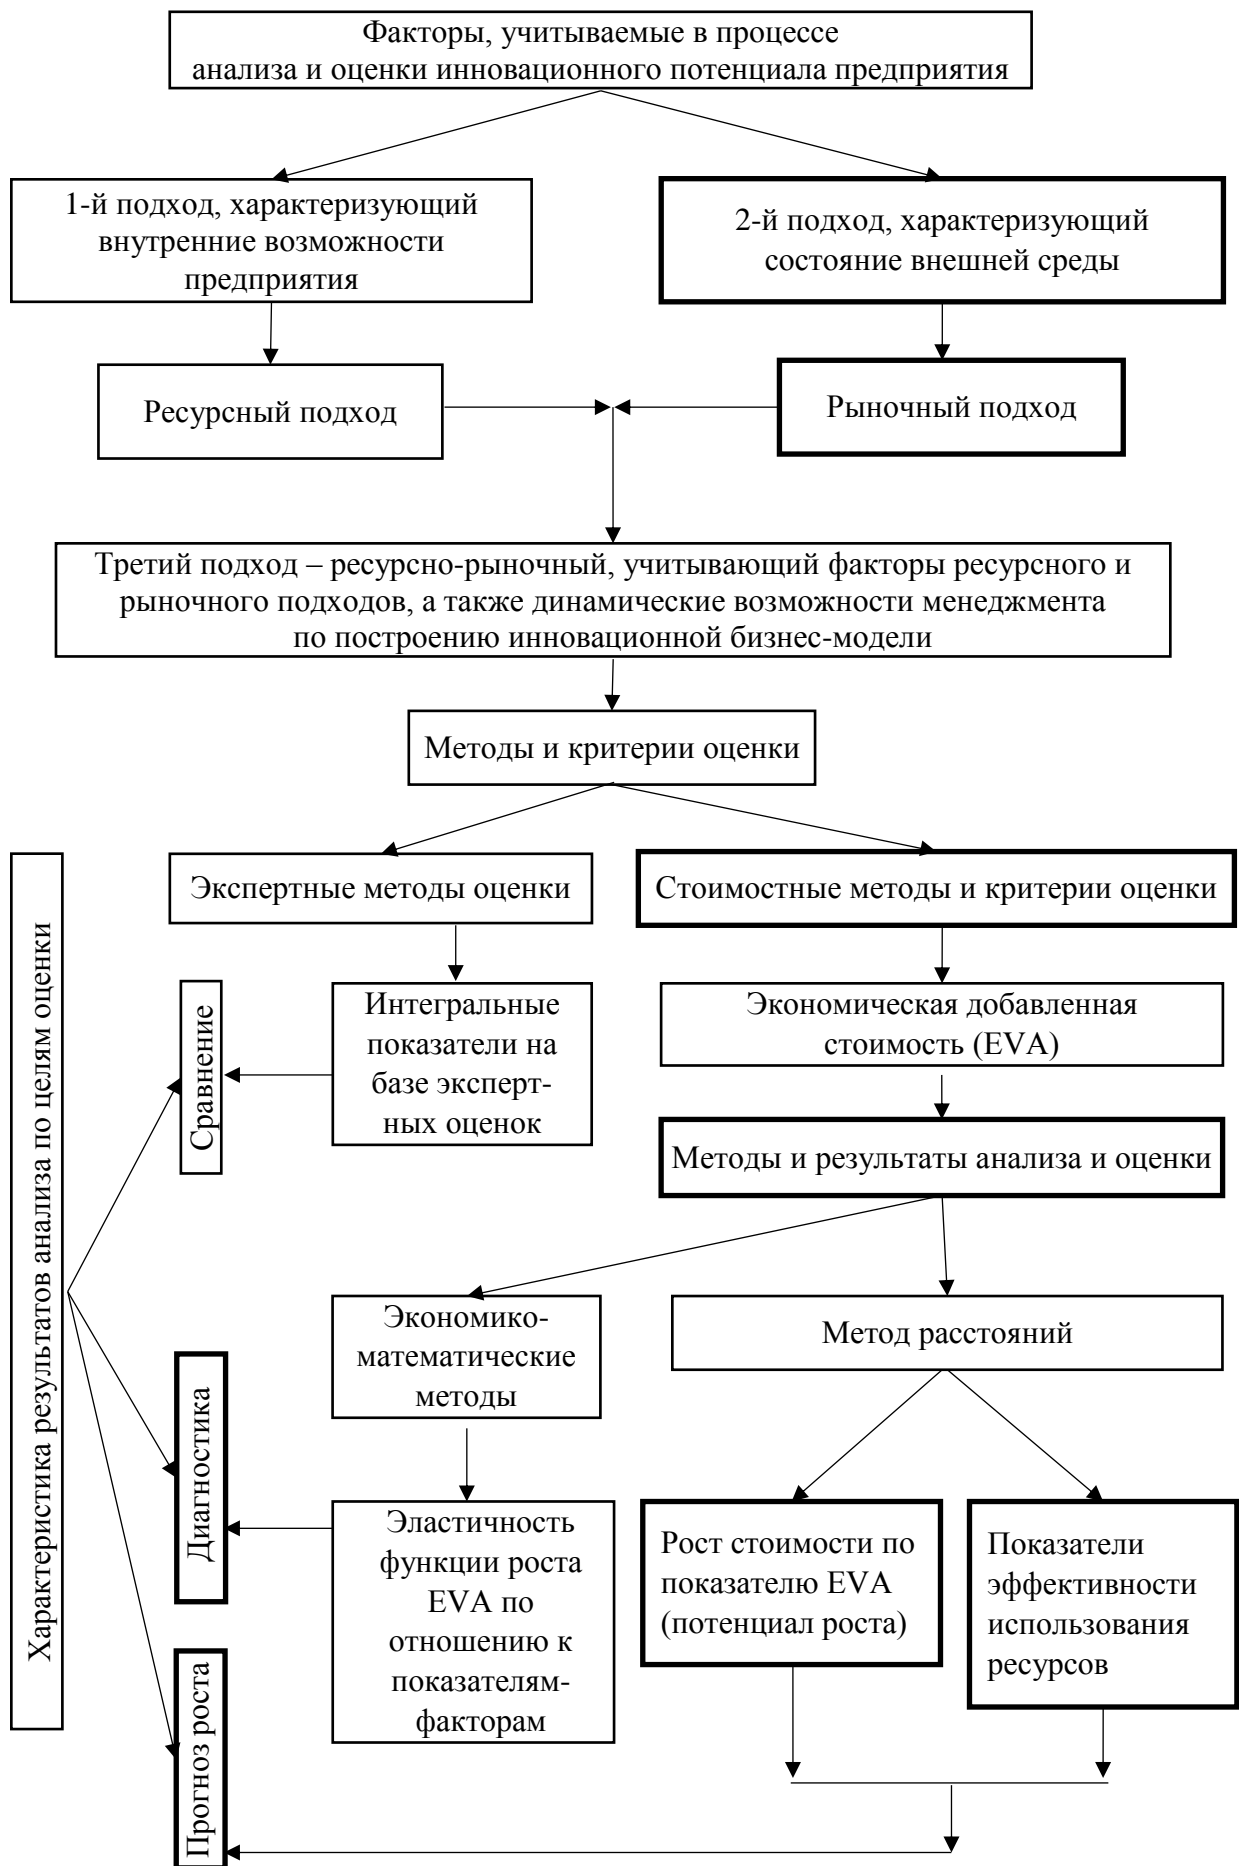 Факторы, учитываемые в процессе
анализа и оценки инновационного потенциала предприятия
1-й подход, характеризующий
внутренние возможности
предприятия
2-й подход, характеризующий
состояние внешней среды
Ресурсный подход
Рыночный подход
Третий подход – ресурсно-рыночный, учитывающий факторы ресурсного и
рыночного подходов, а также динамические возможности менеджмента
по построению инновационной бизнес-модели
Методы и критерии оценки
Экспертные методы оценки
Стоимостные методы и критерии оценки
Характеристика результатов анализа по целям оценки
Сравнение
Интегральные
показатели на
базе эксперт-
ных оценок
Экономическая добавленная
стоимость (EVA)
Методы и результаты анализа и оценки
Экономико-
математические
методы
Метод расстояний
Диагностика
Эластичность
функции роста
EVA по
отношению к
показателям-
факторам
Рост стоимости по
показателю EVA
(потенциал роста)
Показатели
эффективности
использования
ресурсов
Прогноз роста